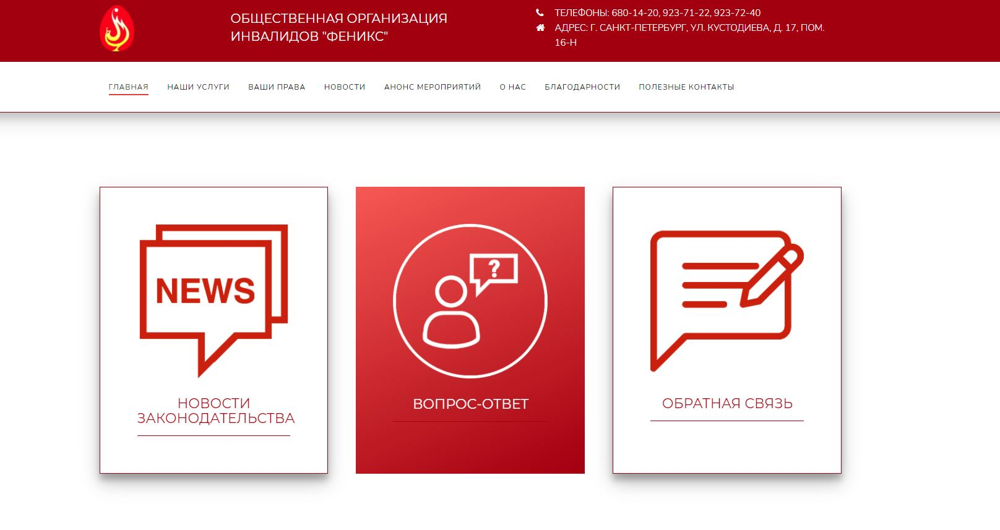 ОБЩЕСТВЕННАЯ ОРГАНИЗАЦИЯ
ИНВАЛИДОВ "ФЕНИКС"
ТЕЛЕФОНЫ: 680-14-20, 923-71-22, 923-72-40
АДРЕС: Г. САНКТ-ПЕТЕРБУРГ, УЛ. КУСТОДИЕВА, Д. 17, ПОМ.
16-Н
ГЛАВНАЯ НАШИ УСЛУГИ ВАШИ ПРАВА НОВОСТИ АНОНС МЕРОПРИЯТИЙ О НАС БЛАГОДАРНОСТИ ПОЛЕЗНЫЕ КОНТАКТЫ
NEWS
НОВОСТИ
ЗАКОНОДАТЕЛЬСТВА
?
ВОПРОС-ОТВЕТ
ОБРАТНАЯ СВЯЗЬ